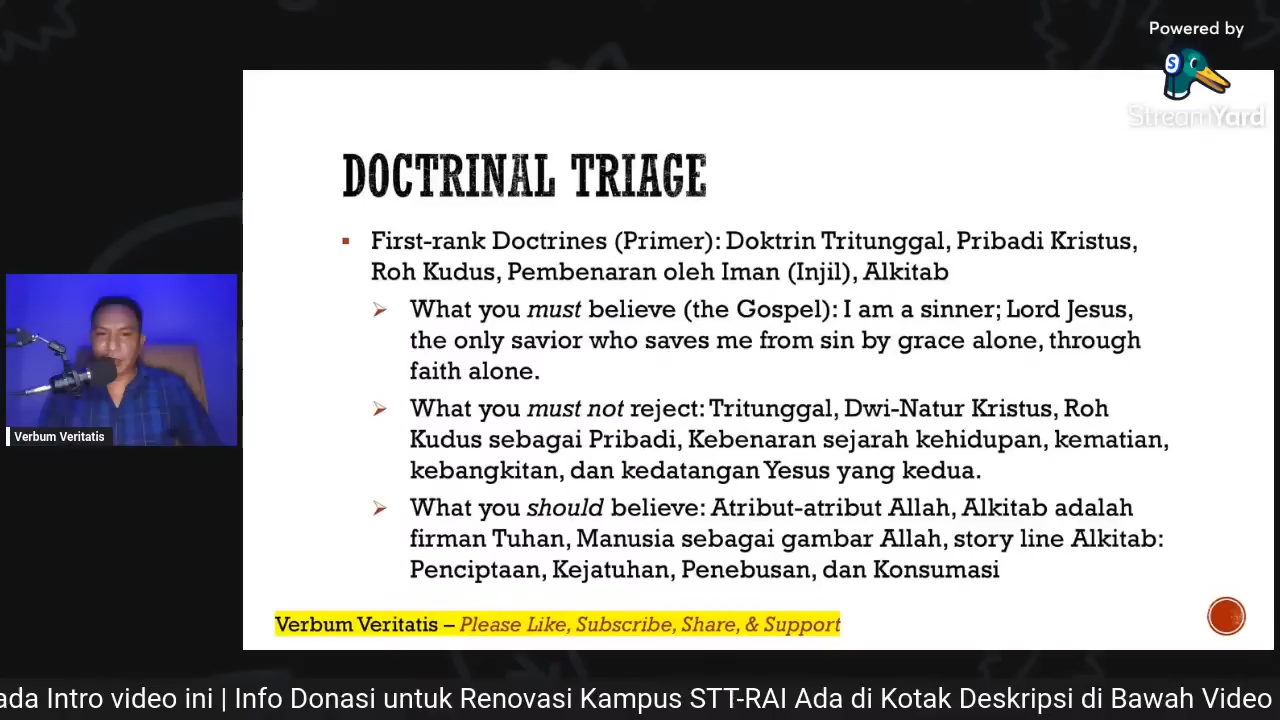 Powered by
StreamYard
DOCTRINAL TRIAGE
▪ First-rank Doctrines (Primer): Doktrin Tritunggal, Pribadi Kristus,
Roh Kudus, Pembenaran oleh Iman (Injil), Alkitab
➢ What you must believe (the Gospel): I am a sinner; Lord Jesus,
the only savior who saves me from sin by grace alone, through
faith alone.
➢ What you must not reject: Tritunggal, Dwi-Natur Kristus, Roh
Kudus sebagai Pribadi, Kebenaran sejarah kehidupan, kematian,
kebangkitan, dan kedatangan Yesus yang kedua.
➢ What you should believe: Atribut-atribut Allah, Alkitab adalah
firman Tuhan, Manusia sebagai gambar Allah, story line Alkitab:
Penciptaan, Kejatuhan, Penebusan, dan Konsumasi
Verbum Veritatis
Verbum Veritatis – Please Like, Subscribe, Share, & Support
ada Intro video ini | Info Donasi untuk Renovasi Kampus STT-RAI Ada di Kotak Deskripsi di Bawah Video